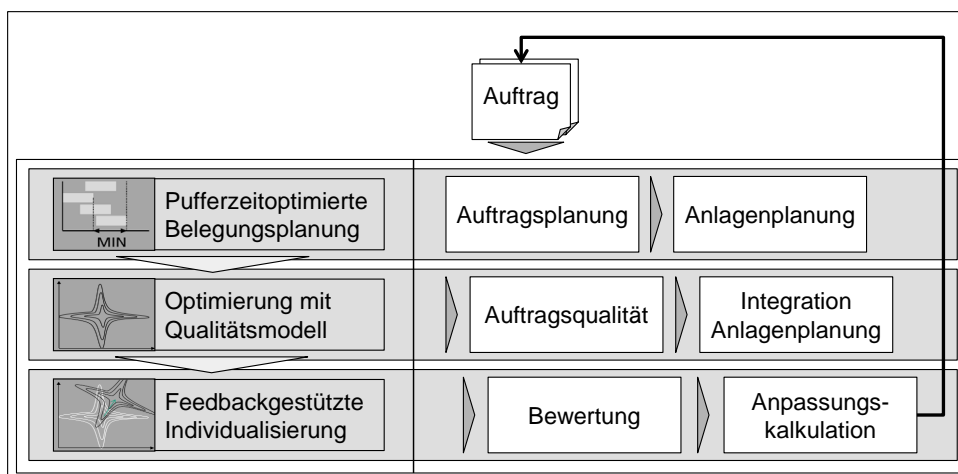 Auftrag
Pufferzeitoptimierte
Belegungsplanung
MIN
Auftragsplanung
Anlagenplanung
Optimierung mit
Qualitätsmodell
Auftragsqualität
Integration
Anlagenplanung
Feedbackgestützte
Individualisierung
Bewertung
Anpassungs-
kalkulation